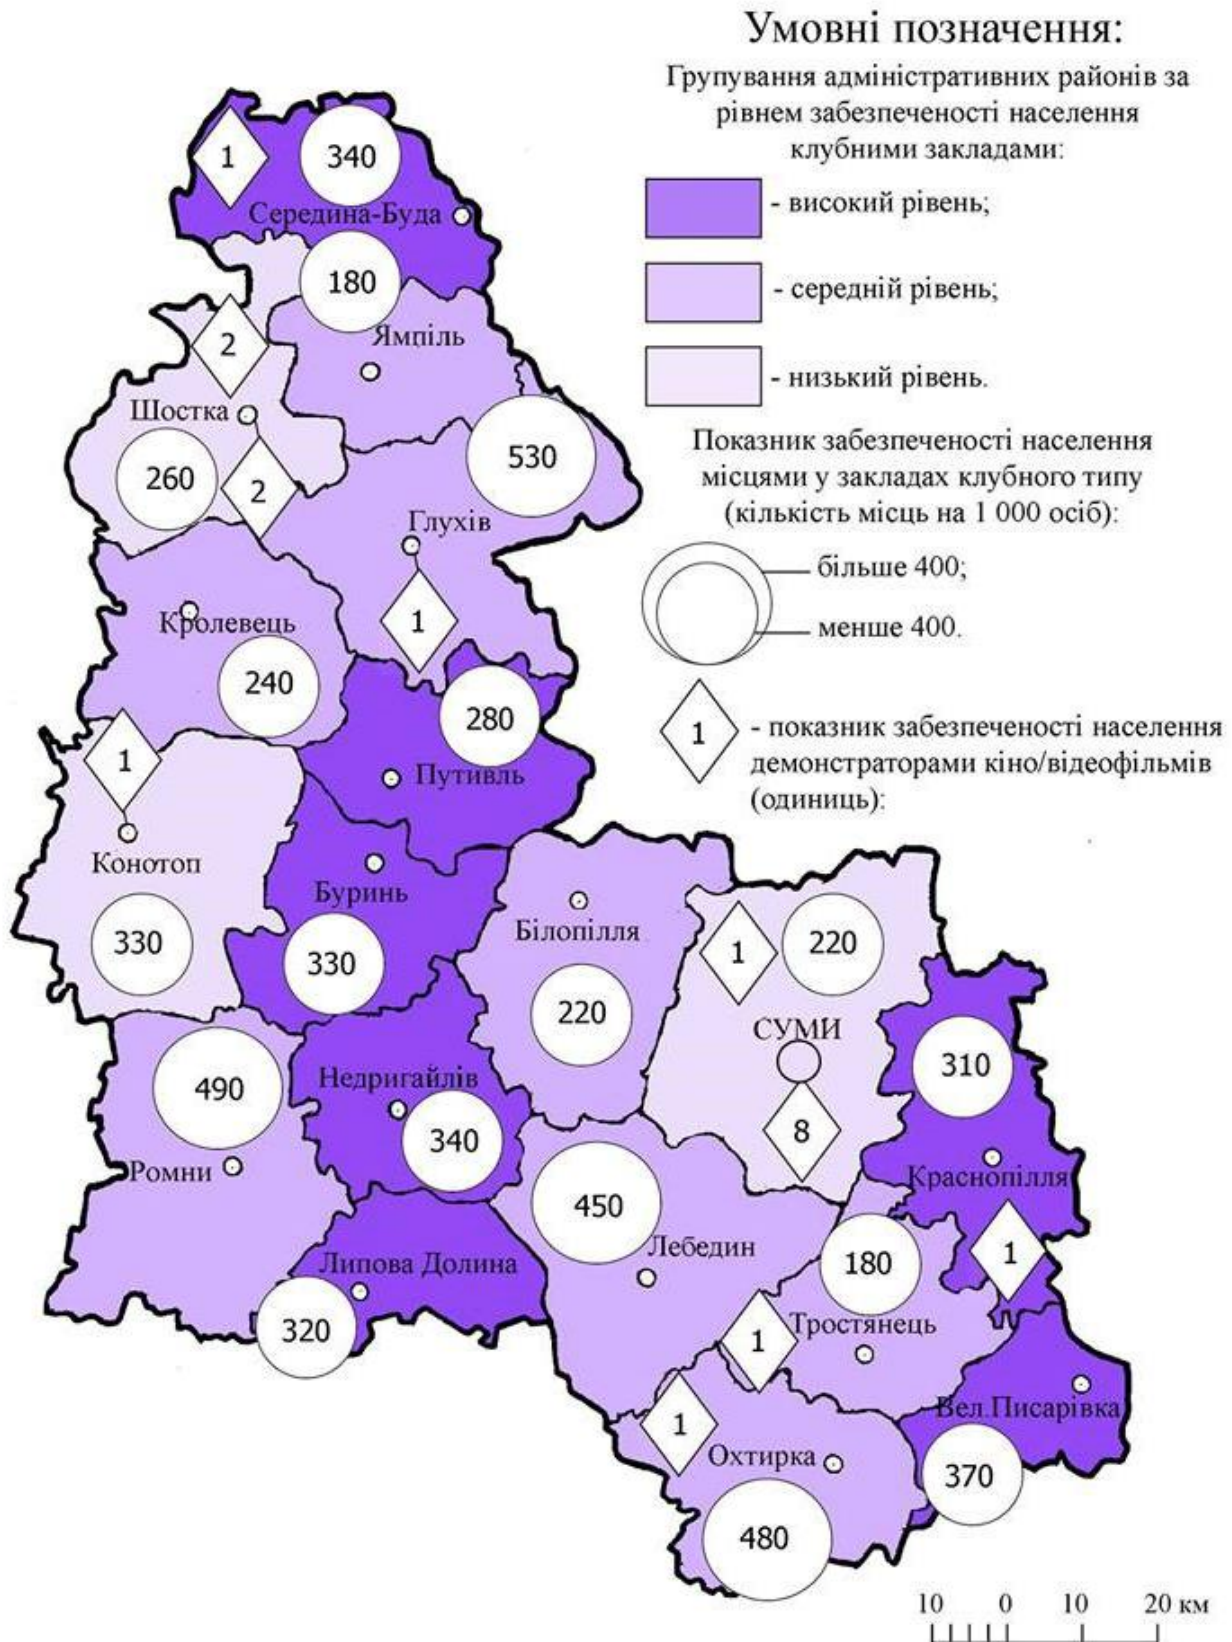 Умовні позначення:
Групування адміністративних районів за
рівнем забезпеченості населення
клубними закладами:
- високий рівень;
- середній рівень;
- низький рівень.
Показник забезпеченості населення
місцями у закладах клубного типу
(кількість місць на 1 000 осіб):
більше 400;
менше 400.
1
- показник забезпеченості населення
демонстраторами кіно/відеофільмів
(одиниць):
1
340
Середина-Буда
180
2
Ямпіль
Шостка
260
2
530
Глухів
1
Кролевець
240
280
1
Путивль
Конотоп
Буринь
330
330
Білопілля
1
220
220
СУМИ
310
490
Недригайлів
340
8
Ромни
Краснопілля
450
Лебедин
180
1
Липова Долина
320
1
Тростянець
Вел.Писарівка
1
Охтирка
370
480
10 0 10 20 км